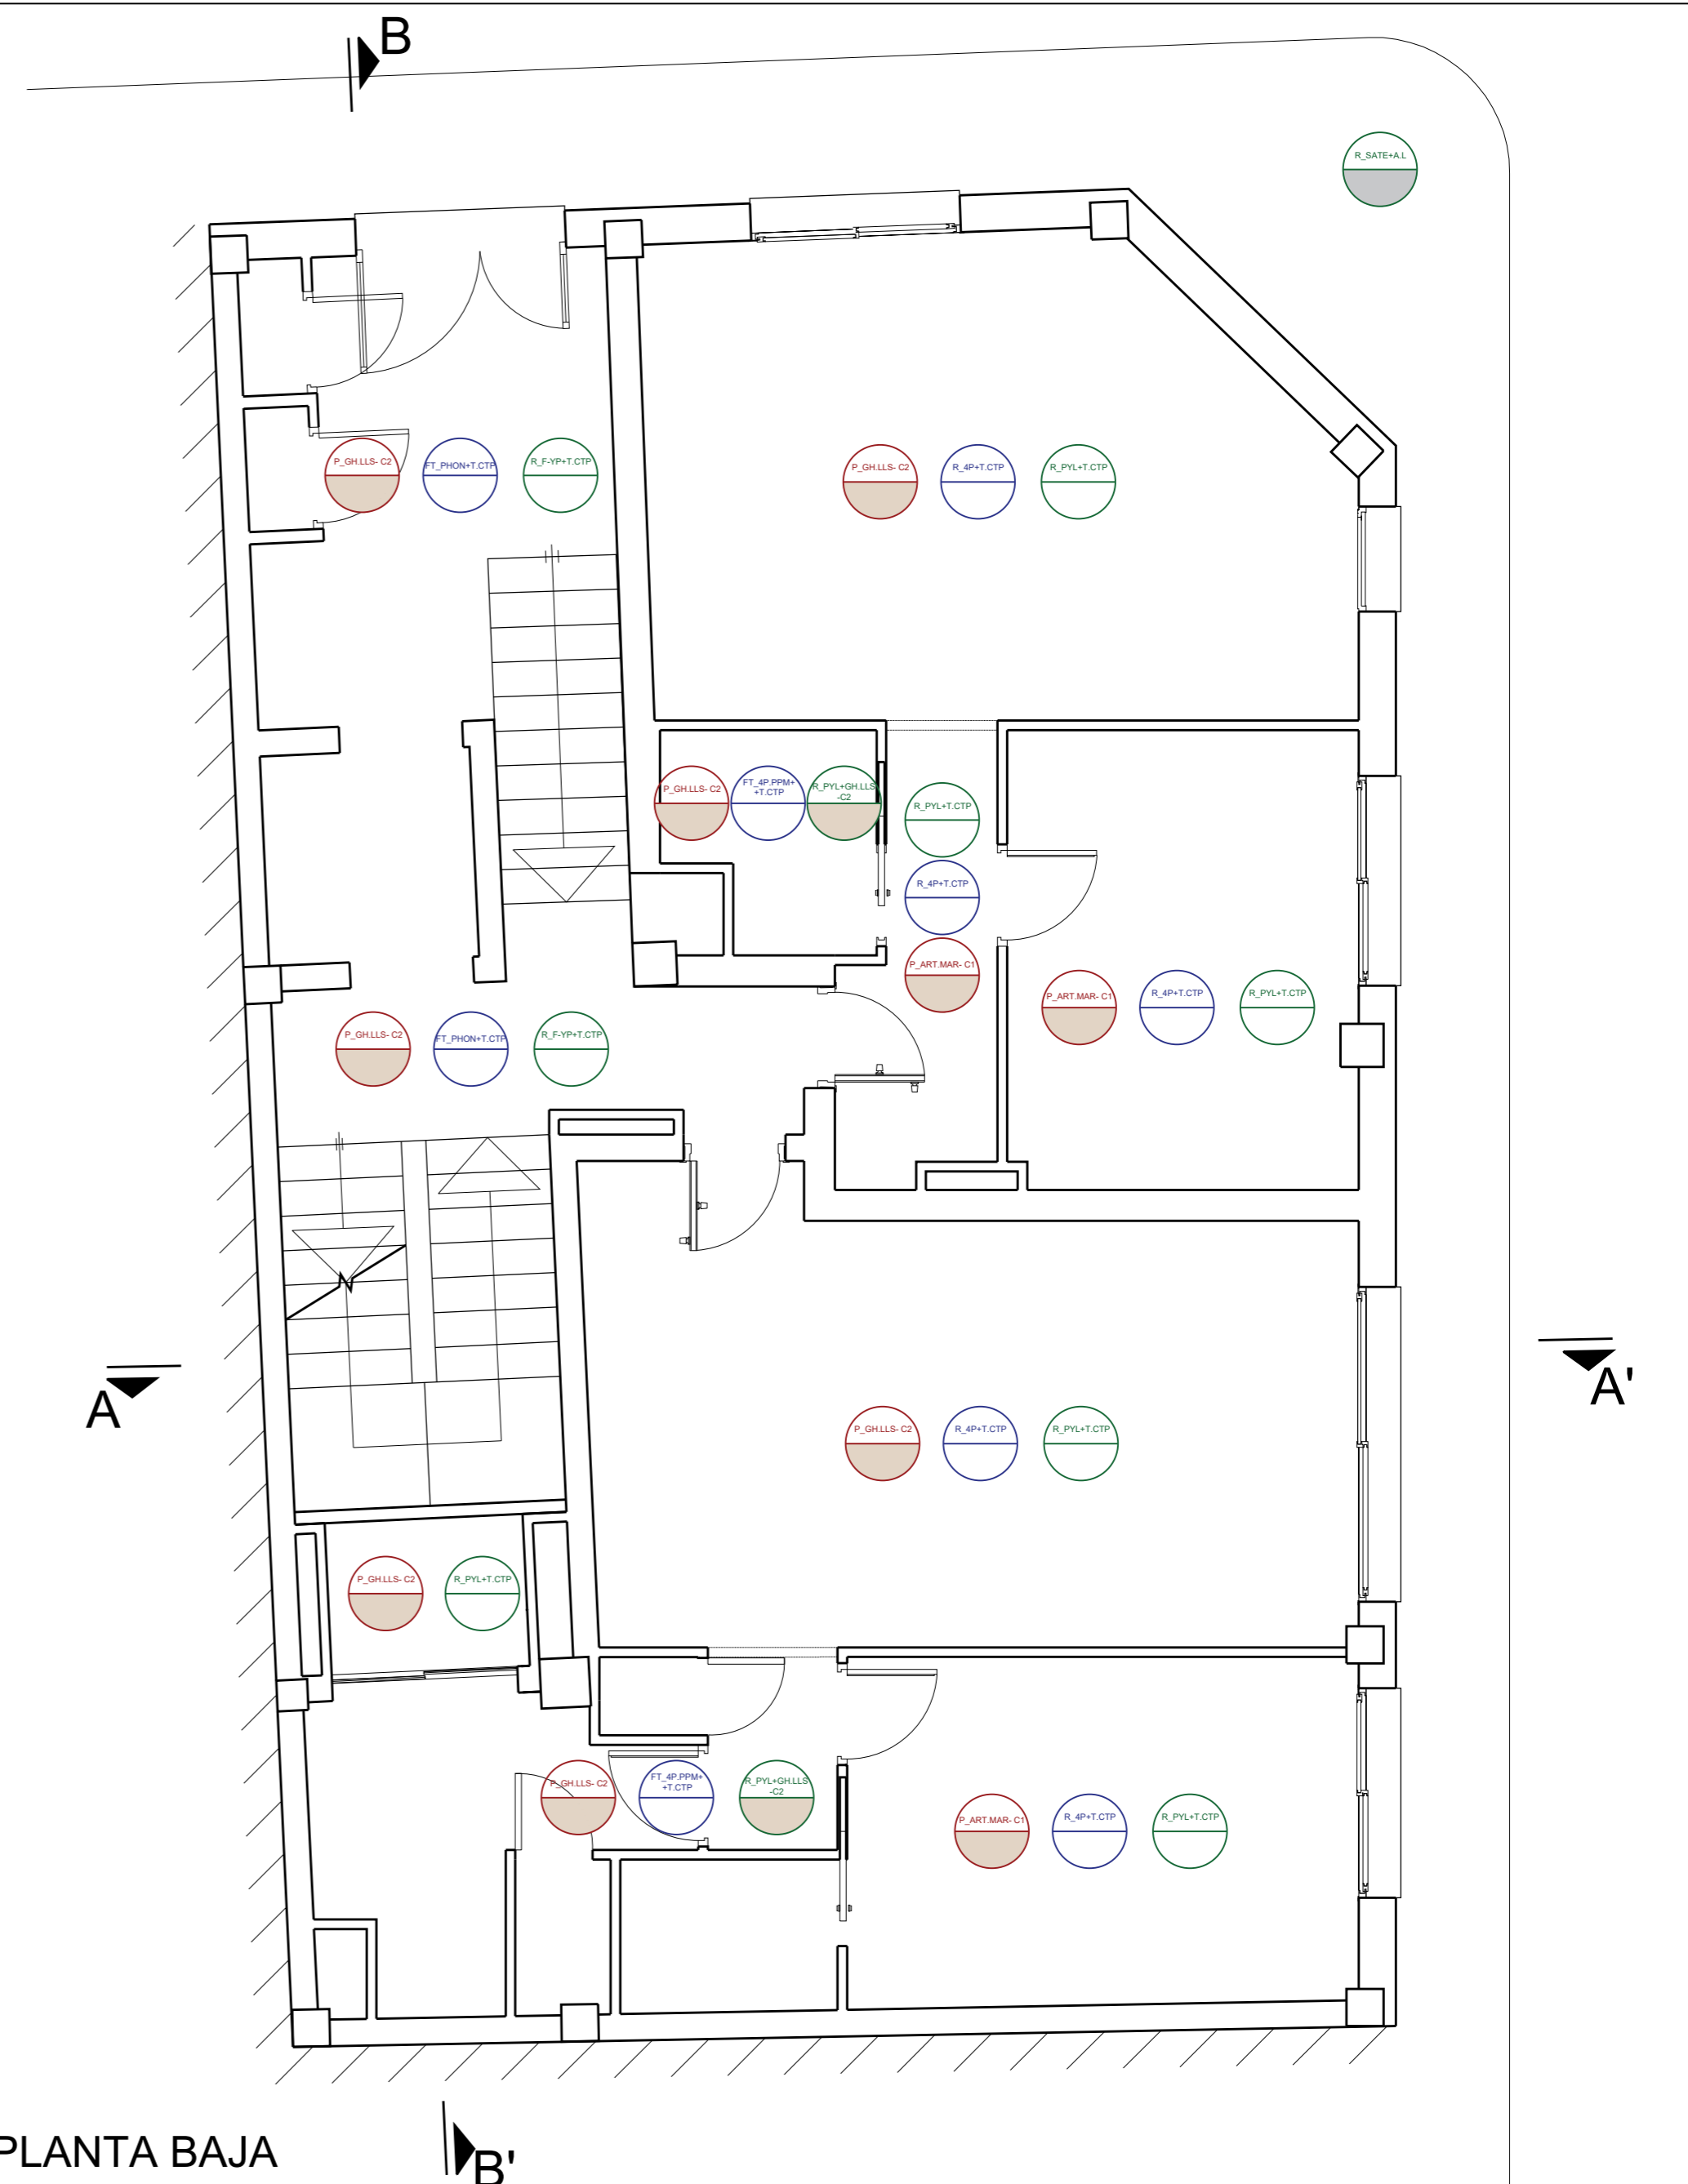 B
R_SATE+A.L
P_GH.LLS- C2
FT_PHON+T.CTP
R_F-YP+T.CTP
P_GH.LLS- C2
R_4P+T.CTP
R_PYL+T.CTP
P_GH.LLS- C2
FT_4P.PPM+
+T.CTP
R_PYL+GH.LLS
-C2
R_PYL+T.CTP
R_4P+T.CTP
P_ART.MAR- C1
P_ART.MAR- C1
R_4P+T.CTP
R_PYL+T.CTP
P_GH.LLS- C2
FT_PHON+T.CTP
R_F-YP+T.CTP
A
A'
P_GH.LLS- C2
R_4P+T.CTP
R_PYL+T.CTP
P_GH.LLS- C2
R_PYL+T.CTP
P_GH.LLS- C2
FT_4P.PPM+
+T.CTP
R_PYL+GH.LLS
-C2
P_ART.MAR- C1
R_4P+T.CTP
R_PYL+T.CTP
PLANTA BAJA
B'